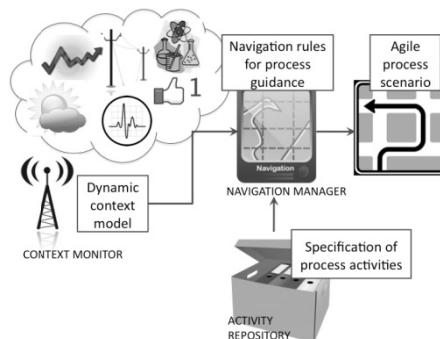 Navigation rules
for process
guidance
Agile
process
scenario
1
Navigation
NAVIGATION MANAGER
Dynamic
context
model
CONTEXT MONITOR
Specification of
process activities
ACTIVITY
REPOSITORY